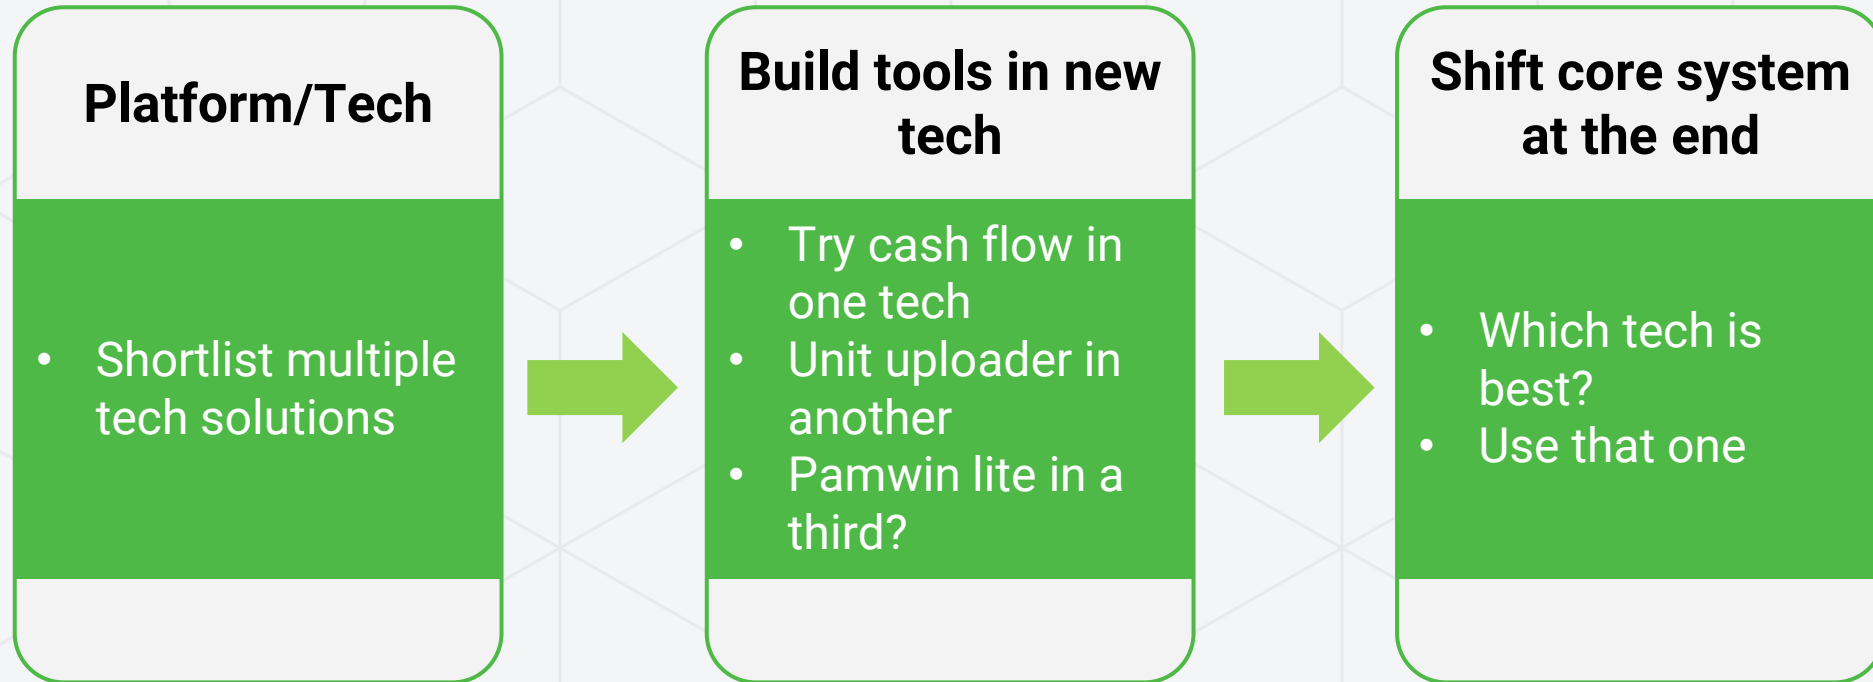 Platform/Tech
• Shortlist multiple
tech solutions
Build tools in new
tech
• Try cash flow in
one tech
• Unit uploader in
another
• Pamwin lite in a
third?
Shift core system
at the end
• Which tech is
best?
• Use that one